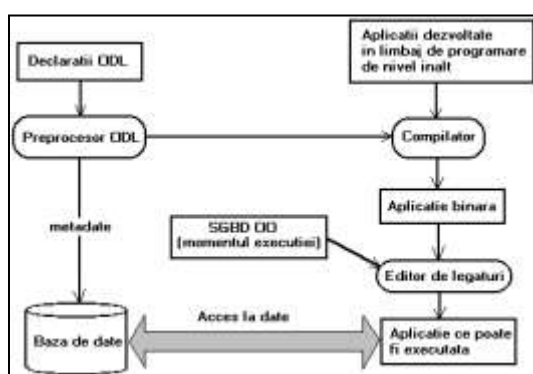 Declaratii ODL
Aplicatii dezvoltate
in limbaj de programare
de nivel inalt
Preprocesor ODL
Compilator
metadate
Aplicatie binara
SGBD OO
(momentul executiei)
Editor de legaturi
Acces la date
Baza de date
Aplicatie ce poate
fi executata